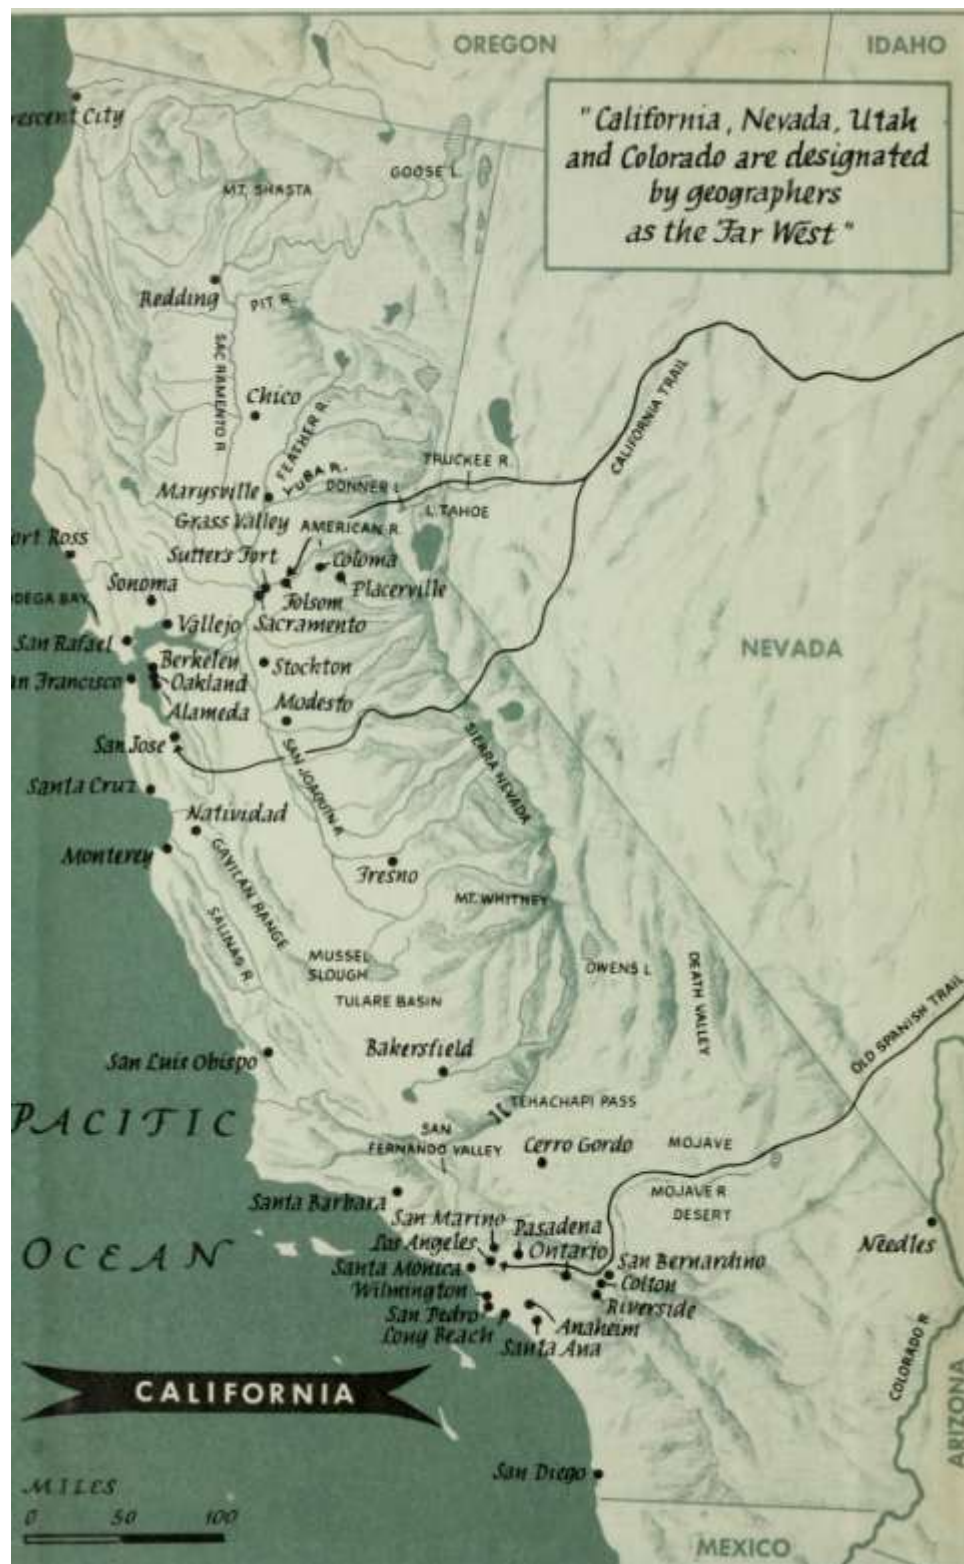 OREGON
IDAHO
"California, Nevada, Utah
and Colorado are designated
by geographers
as the Far West"
rescent City
GOOSE L.
MT. SHASTA
Redding
PIT R.
SACRAMENTO R
Chico
CALIFORNIA TRAIL
FEATHER R.
TRUCKEE R.
YUBA R.
DONNER L
Marysville
L. TAHOE
Grass Valley
AMERICAN R.
ort Ross
Sutter's Fort
Coloma
Sonoma
Placerville
DEGA BAY
Folsom
Vallejo
Sacramento
San Rafael
NEVADA
Berkeley
Stockton
an Francisco
Oakland
Alameda
Modesto
San Jose
SIERRA NEVADA
SAN JOAQUIN R.
Santa Cruz
Natividad
Monterey
GAVILAN RANGE
Fresno
MT. WHITNEY
SALINAS R
MUSSEL
SLOUGH
OWENS L
DEATH VALLEY
TULARE BASIN
OLD SPANISH TRAIL
San Luis Obispo
Bakersfield
PACIFIC
TEHACHAPI PASS
SAN
FERNANDO VALLEY
Cerro Gordo
MOJAVE
Santa Barbara
MOJAVE R
DESERT
San Marino
Pasadena
OCEAN
Los Angeles
Ontario
Needles
Santa Monica
San Bernardino
Colton
Wilmington
Riverside
San Pedro
Anaheim
Long Beach
Santa Ana
COLORADO R
ARIZONA
CALIFORNIA
San Diego
MILES
0 50 100
MEXICO